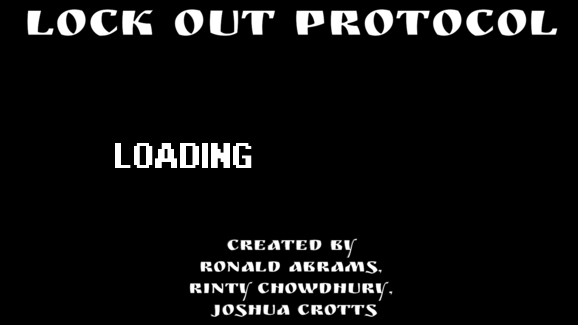 LOCK OUT PROTOCOL
LOADING
CREATED BY
RONALD ABRAMS,
RINTY CHOWDHURY,
JOSHUA CROTTS